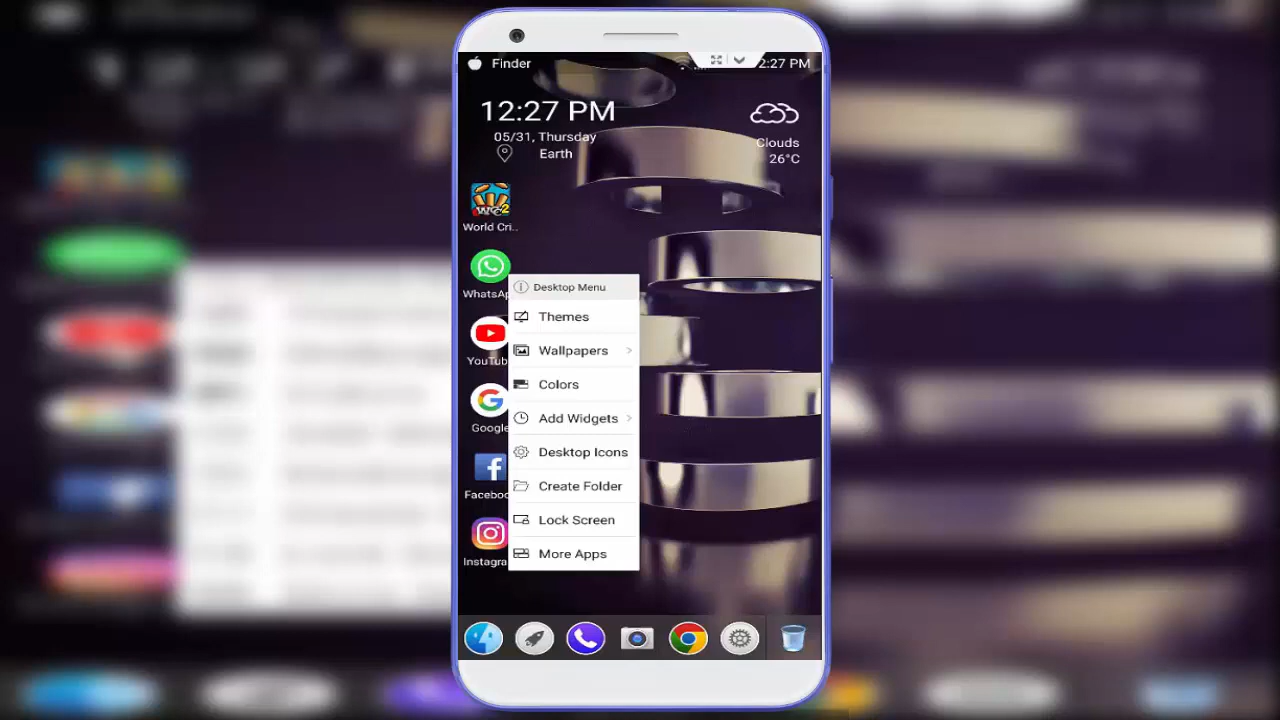 Finder
2:27 PM
12:27 PM
05/31, Thursday
Earth
Clouds
26°C
WC2
World Cri..
WhatsAp
YouTub
Google
Faceboo
Instagra
Desktop Menu
Themes
Wallpapers
Colors
Add Widgets
Desktop Icons
Create Folder
Lock Screen
More Apps